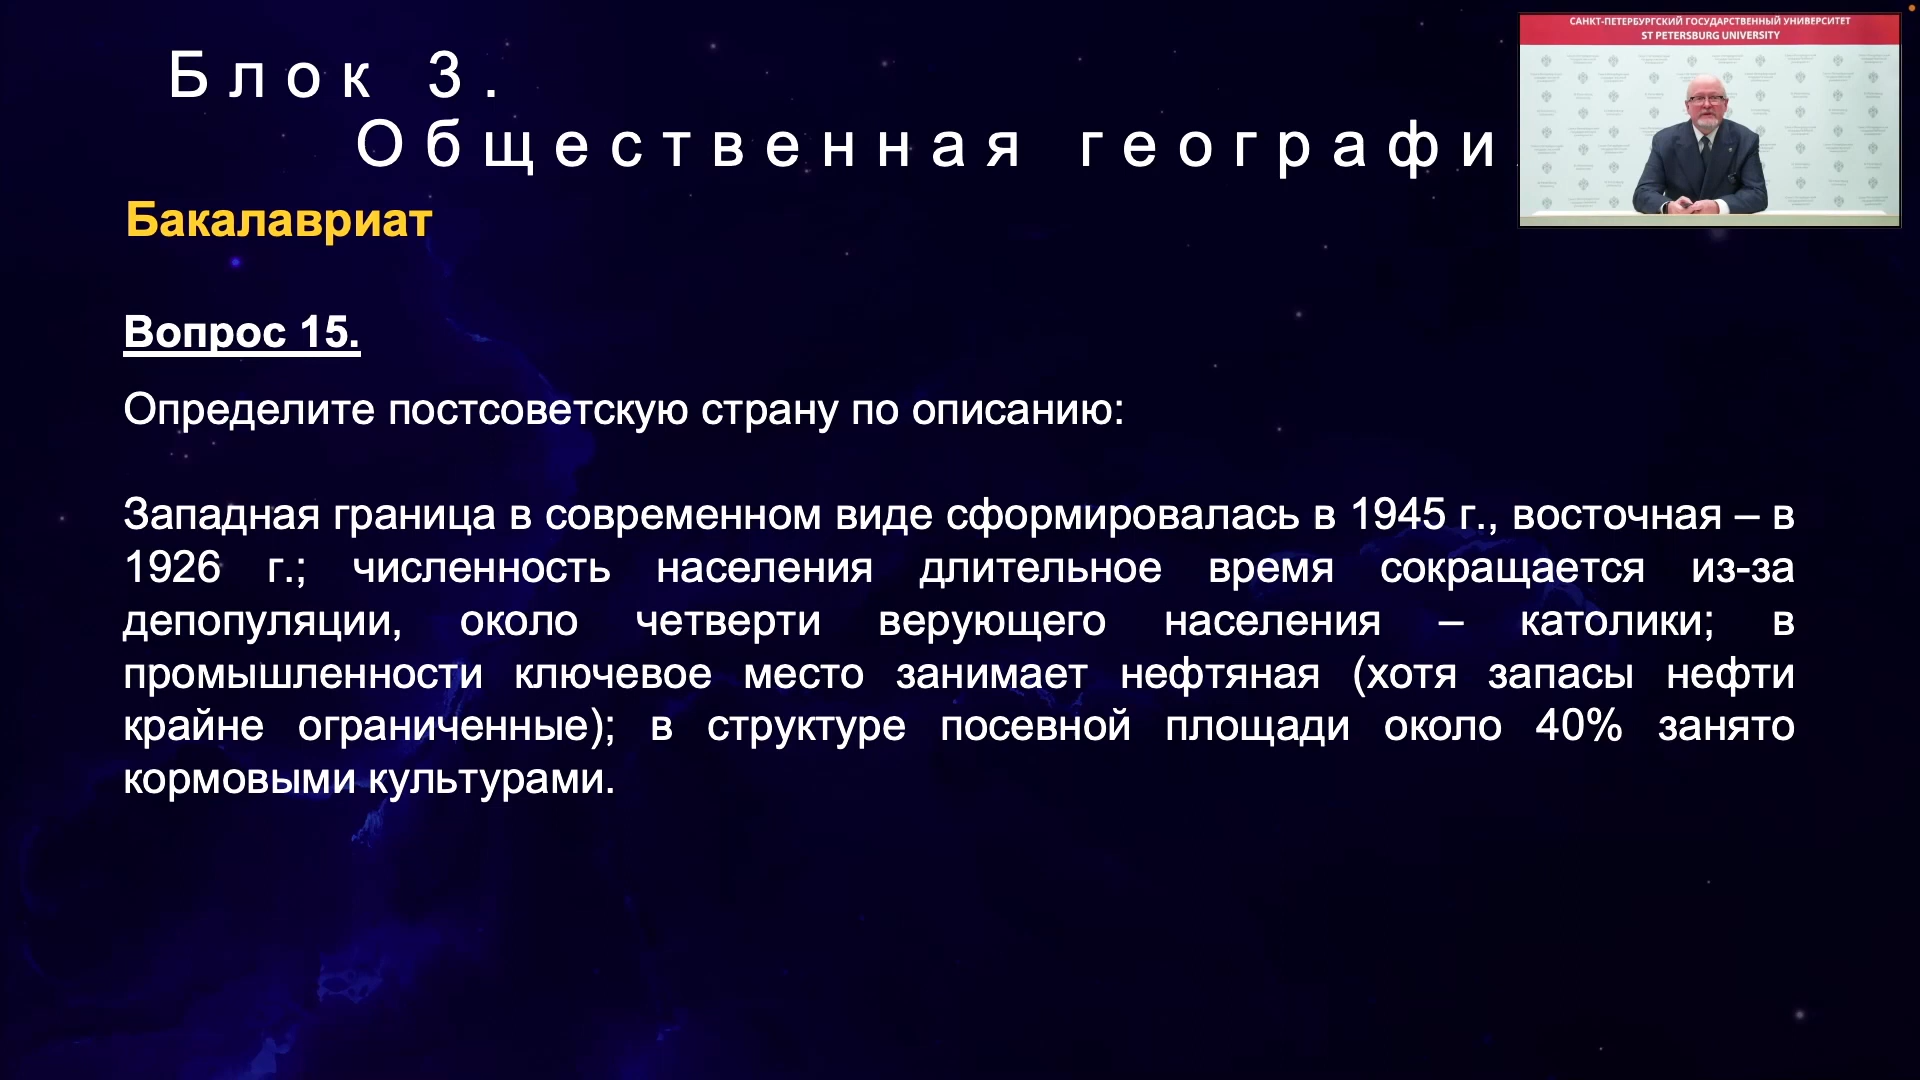 Блок 3.
Общественная географи
Бакалавриат
Вопрос 15.
Определите постсоветскую страну по описанию:
Западная граница в современном виде сформировалась в 1945 г., восточная – в
1926 г.; численность населения длительное время сокращается из-за
депопуляции, около четверти верующего населения – католики; в
промышленности ключевое место занимает нефтяная (хотя запасы нефти
крайне ограниченные); в структуре посевной площади около 40% занято
кормовыми культурами.
САНКТ-ПЕТЕРБУРГСКИЙ ГОСУДАРСТВЕННЫЙ УНИВЕРСИТЕТ
ST PETERSBURG UNIVERSITY